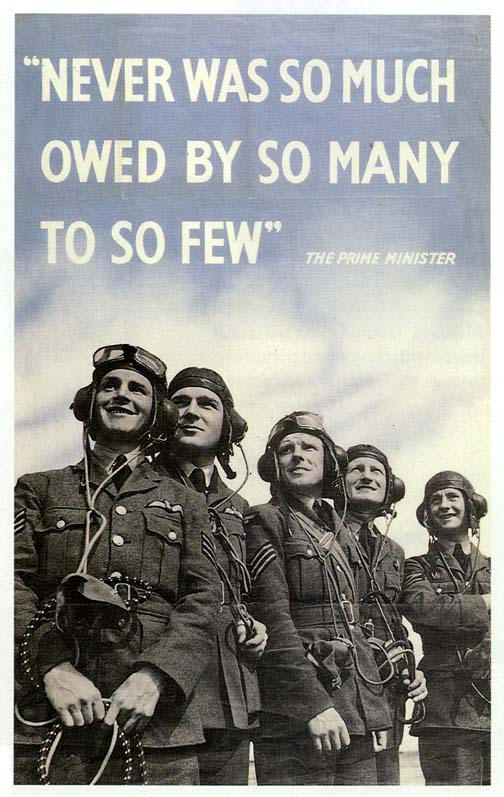 "NEVER WAS SO MUCH
OWED BY SO MANY
TO SO FEW"
THE PRIME MINISTER